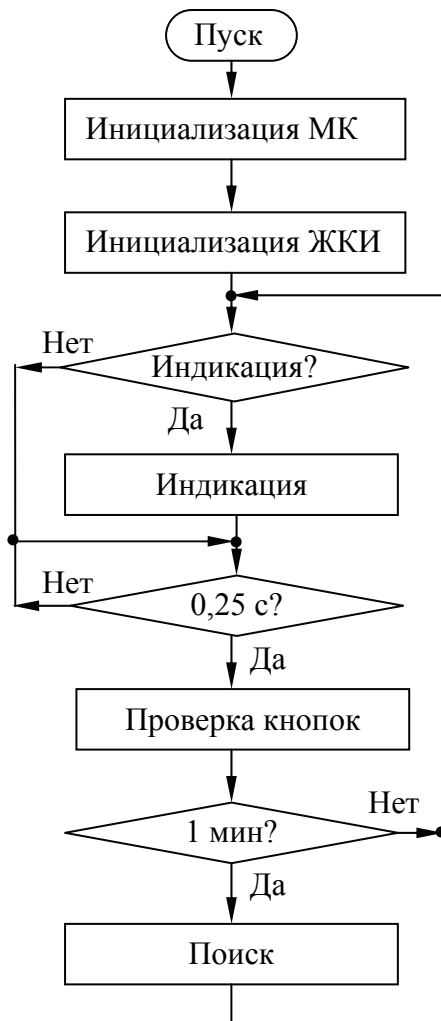 Пуск
Инициализация МК
Инициализация ЖКИ
Нет
Индикация?
Да
Индикация
Нет
0,25 с?
Да
Проверка кнопок
Нет
1 мин?
Да
Поиск